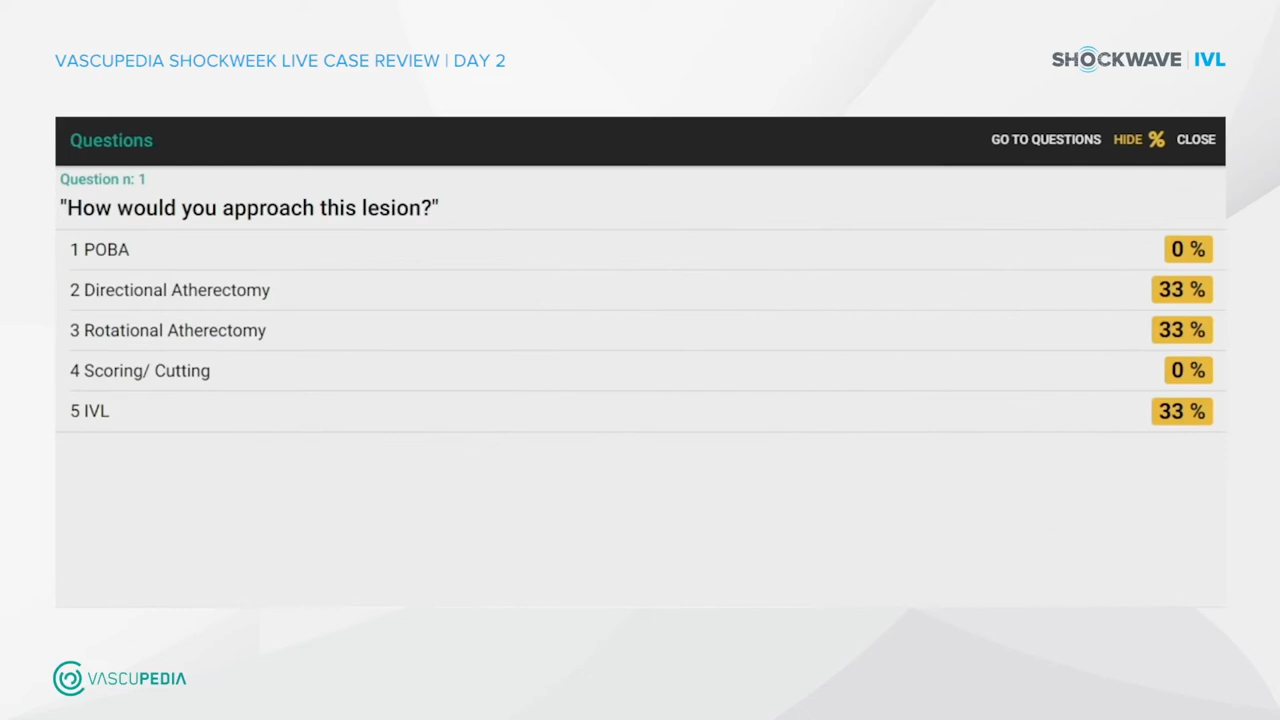 VASCUPEDIA SHOCKWEEK LIVE CASE REVIEW | DAY 2
SHOCKWAVE | IVL
Questions
GO TO QUESTIONS HIDE % CLOSE
Question n: 1
"How would you approach this lesion?"
1 POBA 0 %
2 Directional Atherectomy 33 %
3 Rotational Atherectomy 33 %
4 Scoring/ Cutting 0 %
5 IVL 33 %
VASCUPEDIA